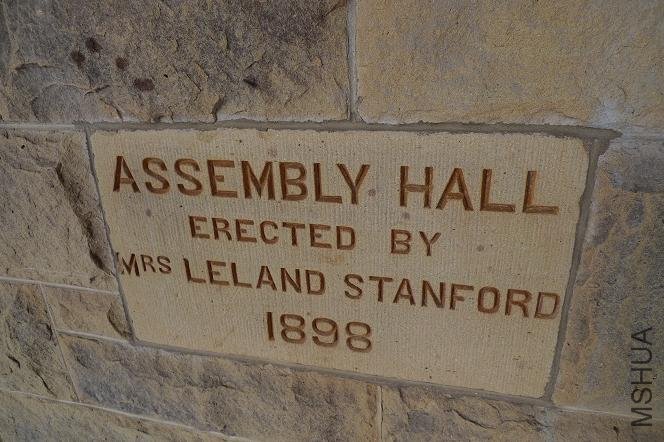 ASSEMBLY HALL
ERECTED BY
MRS LELAND STANFORD
1898
MSHUA